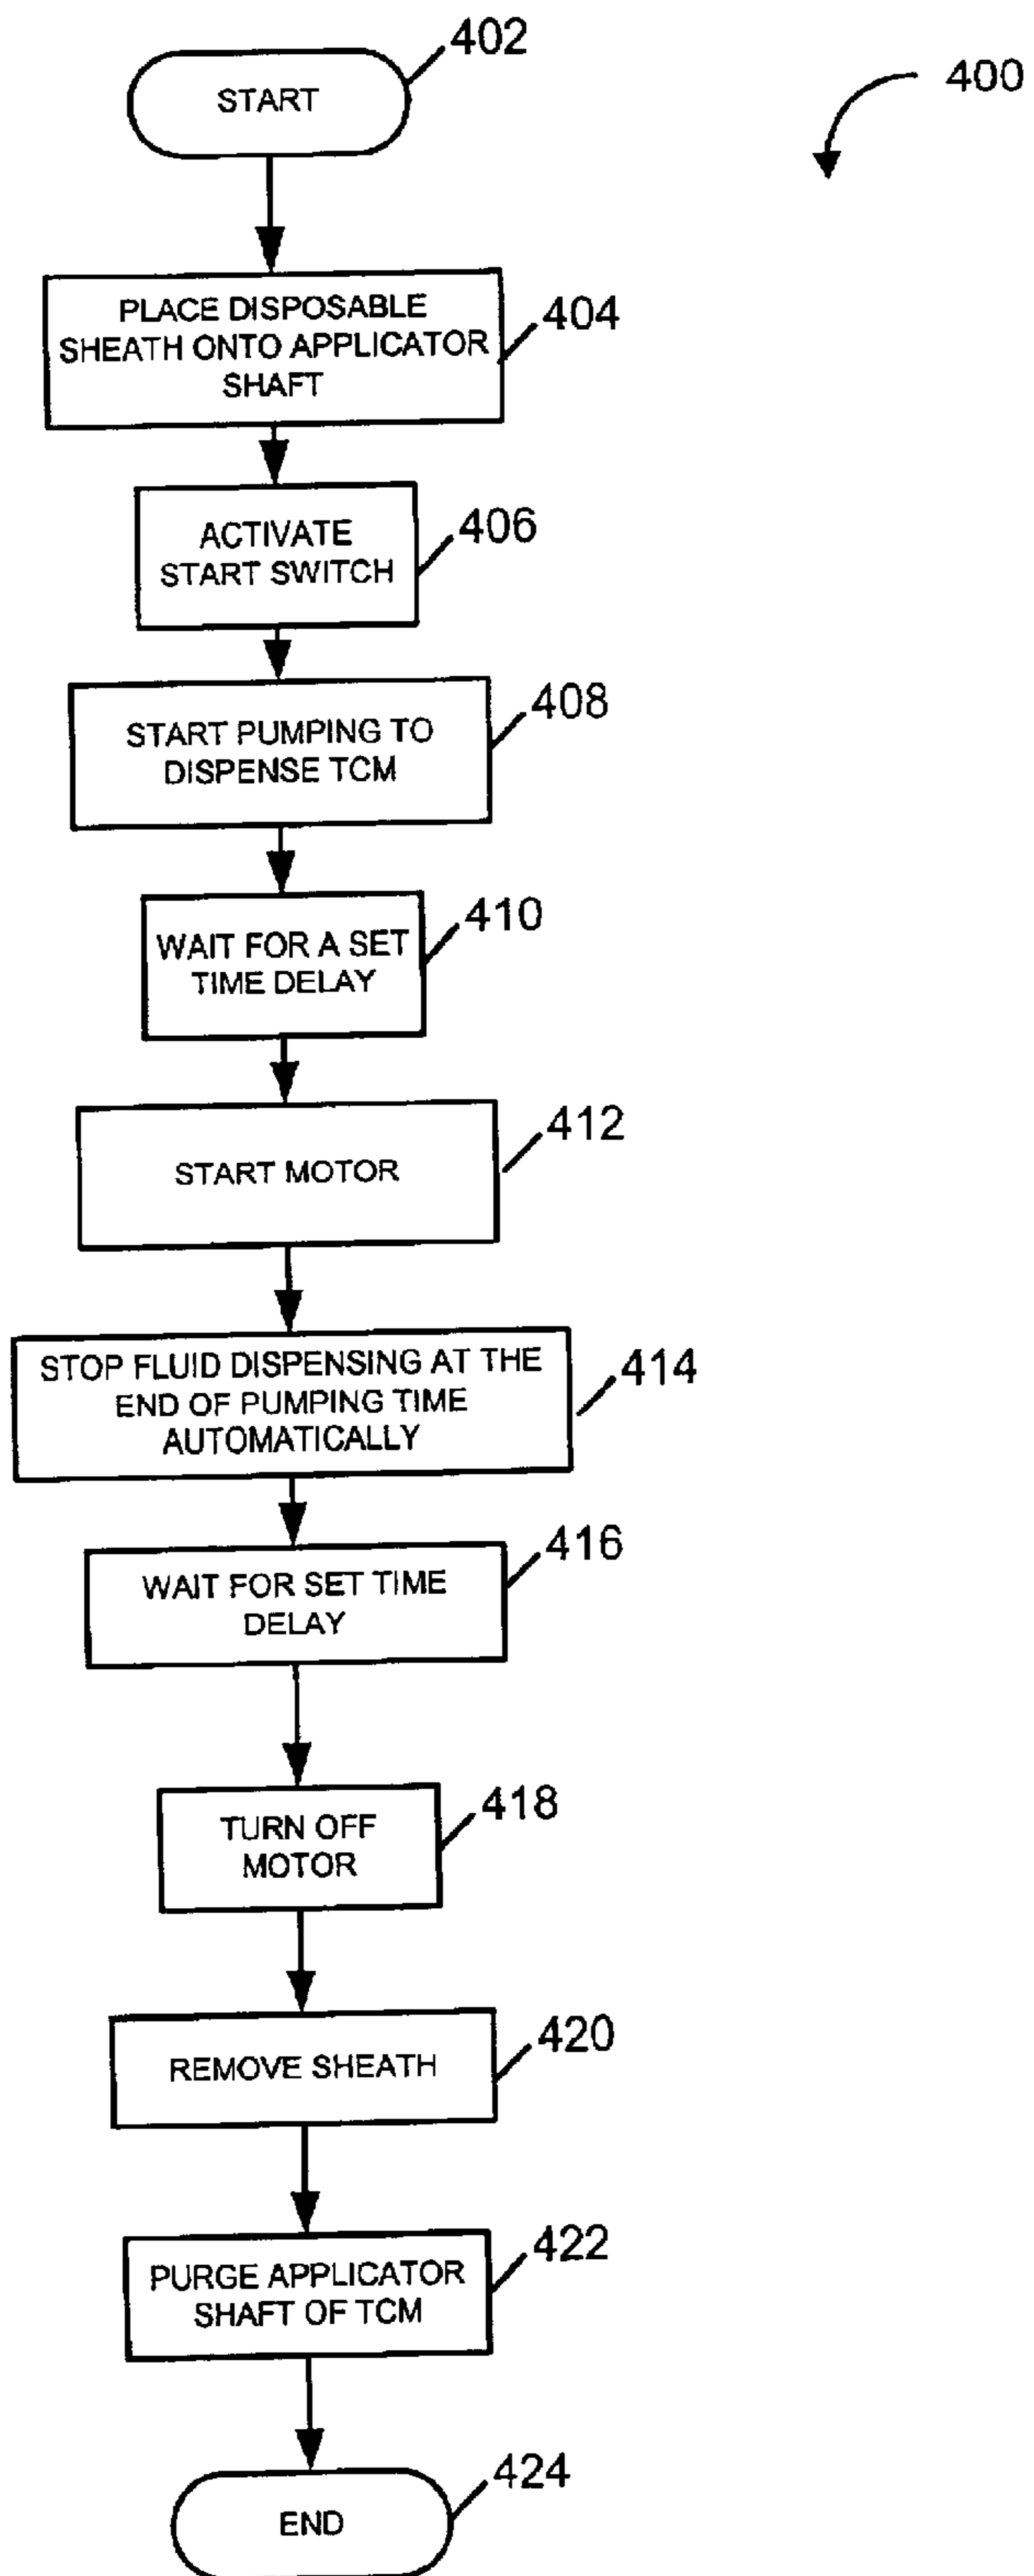 402
START
400
PLACE DISPOSABLE
SHEATH ONTO APPLICATOR
SHAFT
404
ACTIVATE
START SWITCH
406
START PUMPING TO
DISPENSE TCM
408
WAIT FOR A SET
TIME DELAY
410
START MOTOR
412
STOP FLUID DISPENSING AT THE
END OF PUMPING TIME
AUTOMATICALLY
414
WAIT FOR SET TIME
DELAY
416
TURN OFF
MOTOR
418
REMOVE SHEATH
420
PURGE APPLICATOR
SHAFT OF TCM
422
END
424